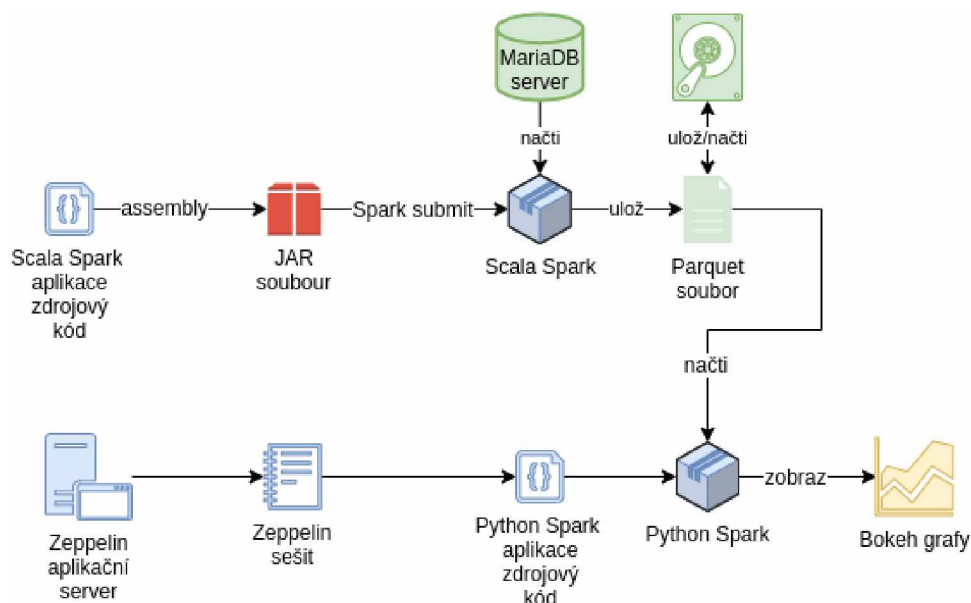 MariaDB
server
načti
ulož/načti
assembly
Spark submit
ulož
Scala Spark
aplikace
zdrojový
kód
JAR
soubour
Scala Spark
Parquet
soubor
načti
zobraz
Zeppelin
aplikační
server
Zeppelin
sešit
Python Spark
aplikace
zdrojový
kód
Python Spark
Bokeh grafy